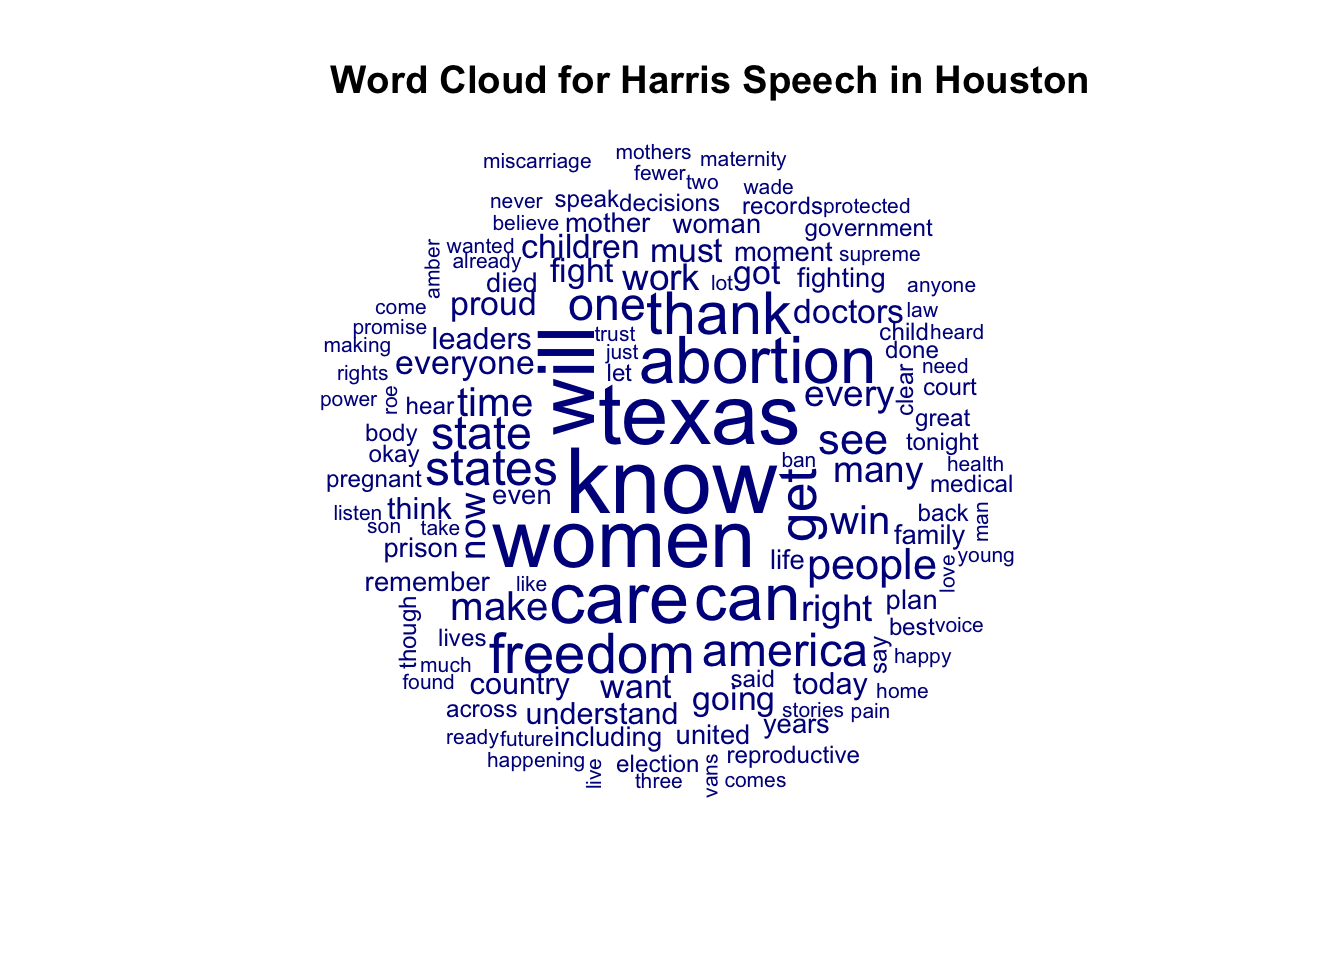 Word Cloud for Harris Speech in Houston
miscarriage mothers maternity
fewer two wade
never speak decisions records protected
believe mother woman government
amber wanted children must moment supreme
already died fight work lot got fighting anyone
come proud one thank doctors law
promise leaders will trust child heard
making everyone just abortion done
rights let need
power roe hear time texas every clear court
body state see great tonight
okay states know ban many health
pregnant even get medical
listen think now women win back man
son take family
prison life people love young
remember like care can
though make right plan
lives freedom america say best voice
much happy
found country want said today home
across understand going stories pain
ready future including united years
happening live election vans reproductive
three comes